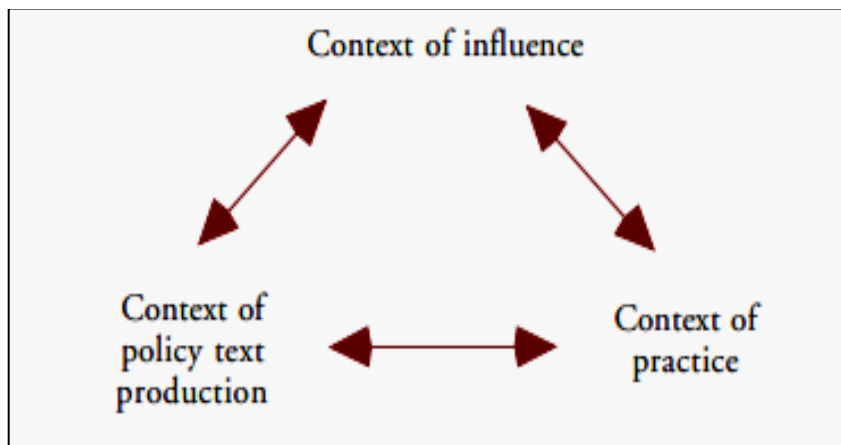 Context of influence
Context of
policy text
production
Context of
practice